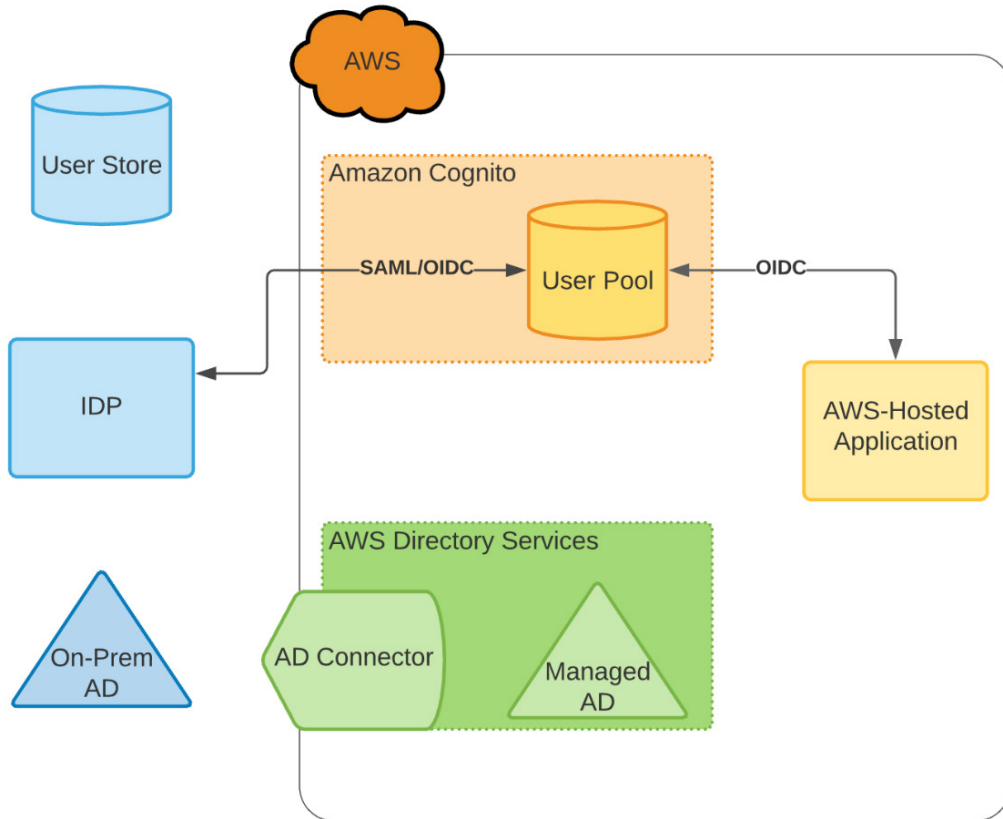 AWS
User Store
Amazon Cognito
SAML/OIDC
User Pool
OIDC
IDP
AWS-Hosted
Application
AWS Directory Services
On-Prem
AD
AD Connector
Managed
AD